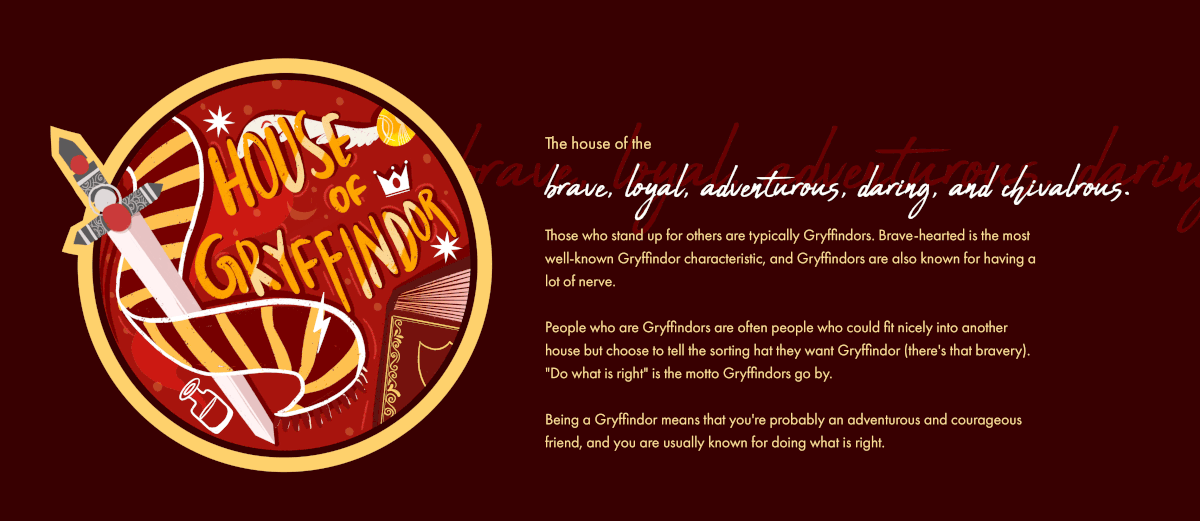 HOUSE
OF
GRYFFINDOR
The house of the
brave, loyal, adventurous, daring, and chivalrous.
brave, loyal, adventurous, daring
Those who stand up for others are typically Gryffindors. Brave-hearted is the most
well-known Gryffindor characteristic, and Gryffindors are also known for having a
lot of nerve.
People who are Gryffindors are often people who could fit nicely into another
house but choose to tell the sorting hat they want Gryffindor (there's that bravery).
"Do what is right" is the motto Gryffindors go by.
Being a Gryffindor means that you're probably an adventurous and courageous
friend, and you are usually known for doing what is right.